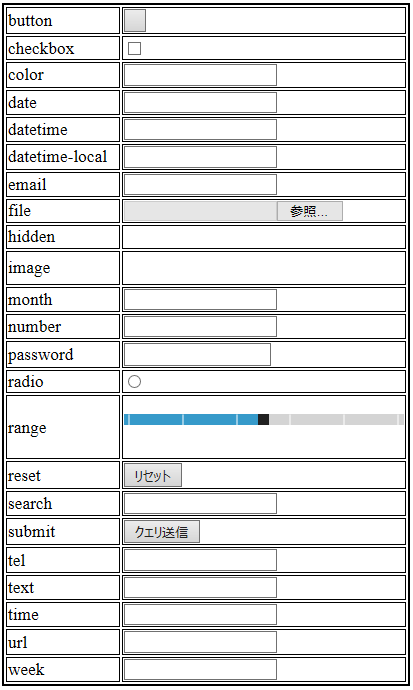 button
checkbox
color
date
datetime
datetime-local
email
file 参照...
hidden
image
month
number
password
radio
range
reset リセット
search
submit クエリ送信
tel
text
time
url
week